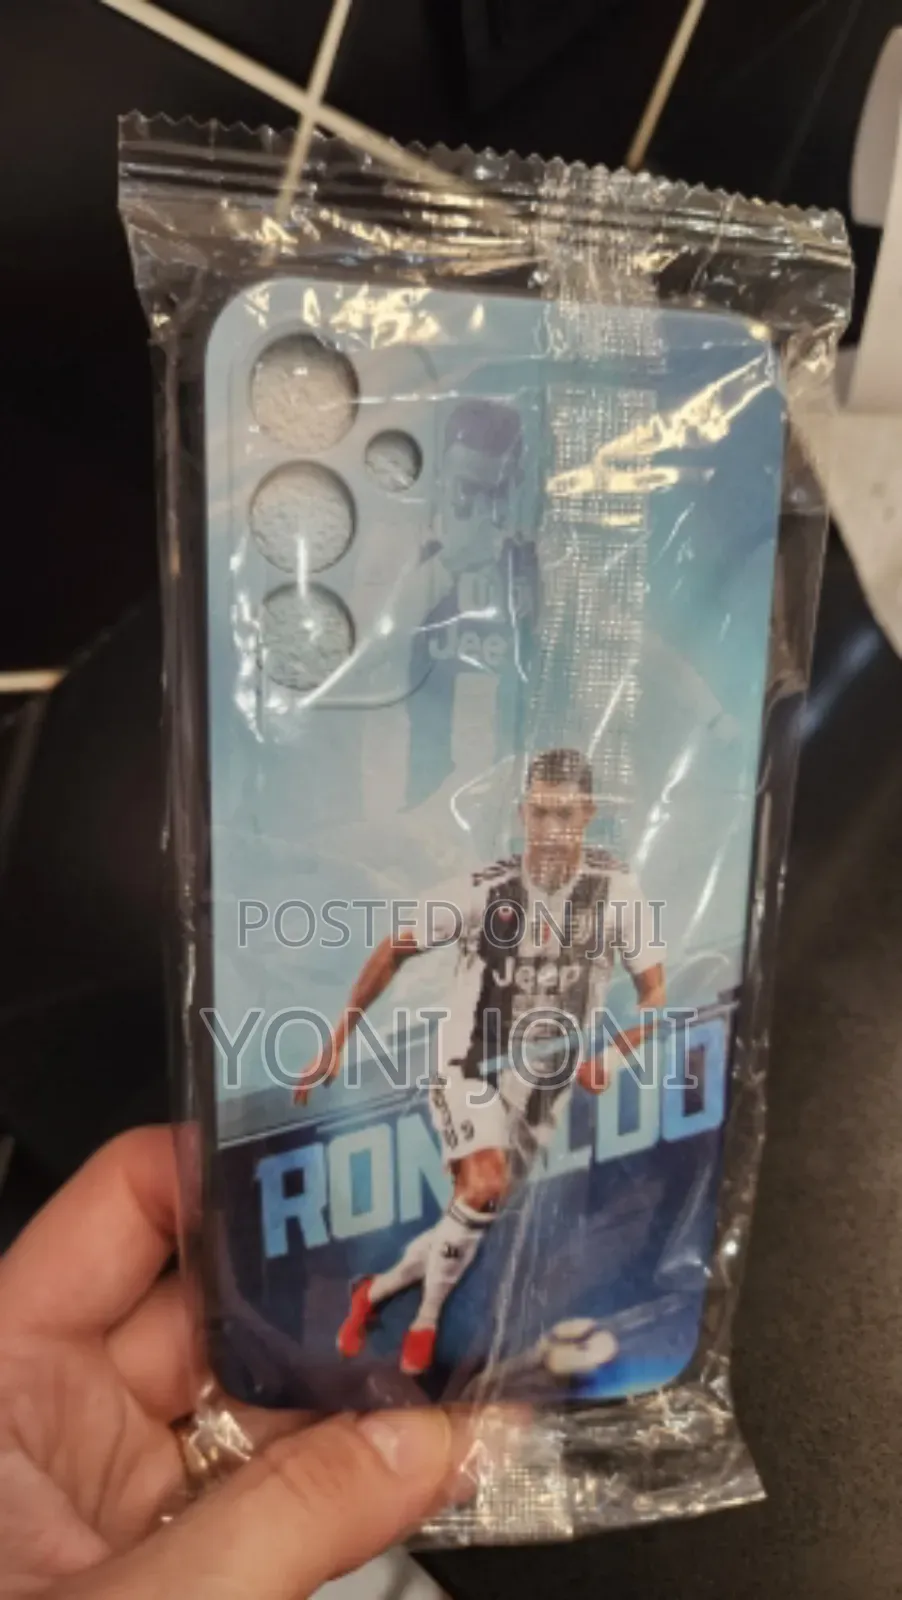 Jeep
POSTED ON JIJI
Jeep
YONI JONI
RONALDO